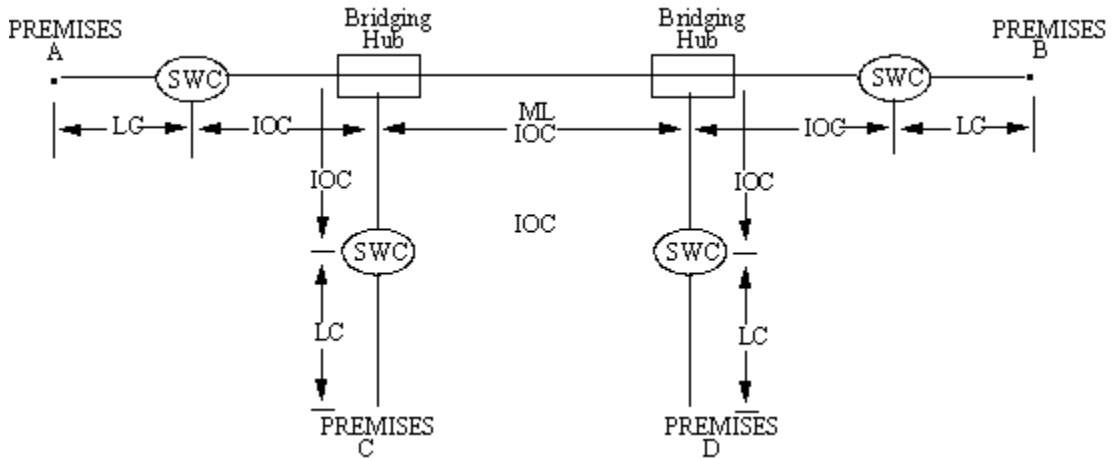 PREMISES
A
Bridging
Hub
Bridging
Hub
PREMISES
B
SWC
SWC
LC
IOC
ML
IOC
IOC
LC
IOC
IOC
IOC
SWC
SWC
LC
LC
PREMISES
C
PREMISES
D